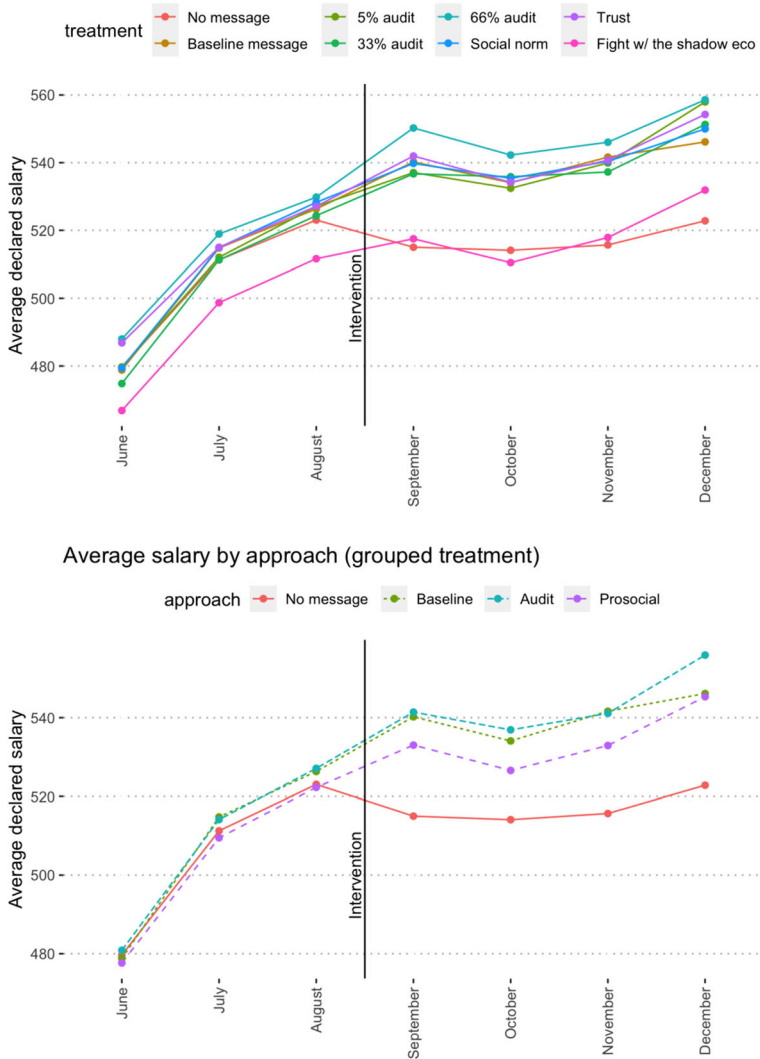 treatment
No message
5% audit
66% audit
Trust
Baseline message
33% audit
Social norm
Fight w/ the shadow eco
Average declared salary
560
540
520
500
480
Intervention
June
July
August
September
October
November
December
Average salary by approach (grouped treatment)
approach
No message
Baseline
Audit
Prosocial
Average declared salary
540
520
500
480
Intervention
June
July
August
September
October
November
December